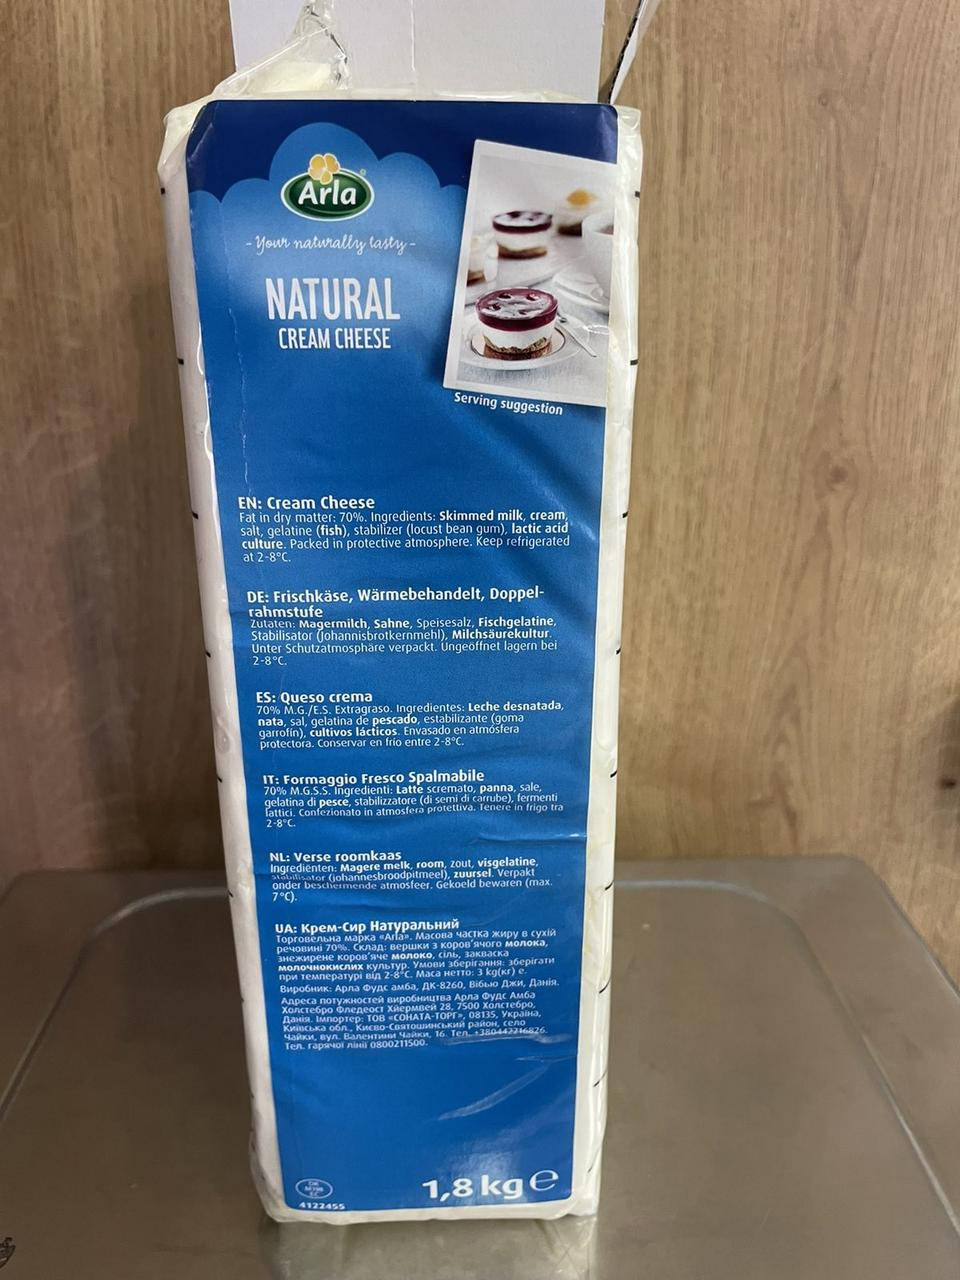 Arla
- Your naturally tasty -
NATURAL
CREAM CHEESE
Serving suggestion
EN: Cream Cheese
Fat in dry matter: 70%. Ingredients: Skimmed milk, cream,
salt, gelatine (fish), stabilizer (locust bean gum), lactic acid
culture. Packed in protective atmosphere. Keep refrigerated
at 2-8°C.
DE: Frischkäse, Wärmebehandelt, Doppel-
rahmstufe
Zutaten: Magermilch, Sahne, Speisesalz, Fischgelatine,
Stabilisator (Johannisbrotkernmehl), Milchsäurekultur.
Unter Schutzatmosphäre verpackt. Ungeöffnet lagern bei
2-8°C.
ES: Queso crema
70% M.G./E.S. Extragraso. Ingredientes: Leche desnatada,
nata, sal, gelatina de pescado, estabilizante (goma
garrofín), cultivos lácticos. Envasado en atmósfera
protectora. Conservar en frío entre 2-8°C.
IT: Formaggio Fresco Spalmabile
70% M.G.S.S. Ingredienti: Latte scremato, panna, sale,
gelatina di pesce, stabilizzatore (di semi di carrube), fermenti
lattici. Confezionato in atmosfera protettiva. Tenere in frigo tra
2-8°C.
NL: Verse roomkaas
Ingrediënten: Magere melk, room, zout, visgelatine,
stabilisator (johannesbroodpitmeel), zuursel. Verpakt
onder beschermende atmosfeer. Gekoeld bewaren (max.
7°C).
UA: Крем-Сир Натуральний
Торговельна марка «Arla». Масова частка жиру в сухій
речовині 70%. Склад: вершки з коров'ячого молока,
знежирене коров'яче молоко, сіль, закваска
молочнокислих культур. Умови зберігання: зберігати
при температурі від 2-8°C. Маса нетто: 3 kg(кг) е.
Виробник: Арла Фудс амба, ДК-8260, Вібью Джи, Данія.
Адреса потужностей виробництва Арла Фудс Амба
Холстебро Фледеост Хйермвей 28, 7500 Холстебро,
Данія. Імпортер: ТОВ «СОНАТА-ТОРГ», 08135, Україна,
Київська обл., Києво-Святошинський район, село
Чайки, вул. Валентини Чайки, 16. Тел. +380442216826.
Тел. гарячої лінії 0800211500.
DK
EC
4122455
1,8 kg e